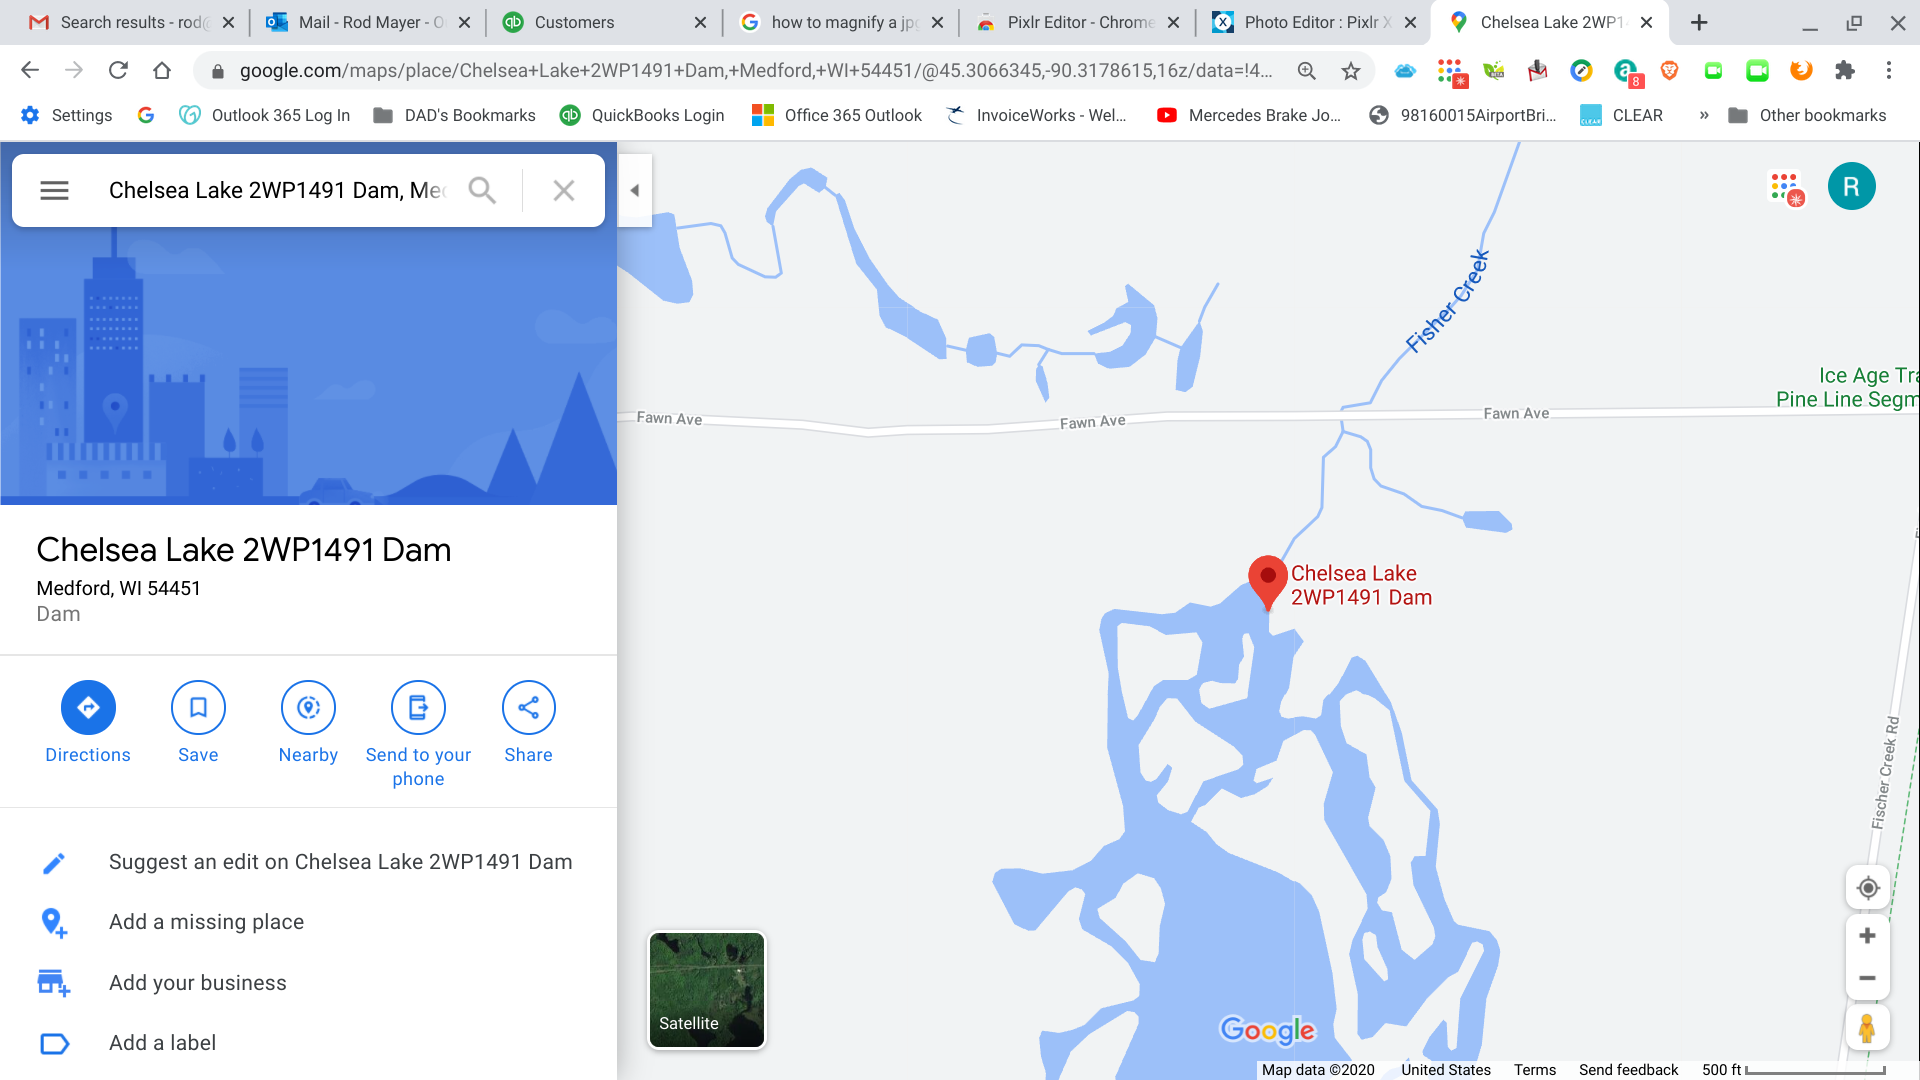 Search results - rod@
Mail - Rod Mayer - O
Customers
how to magnify a jpg
Pixlr Editor - Chrome
Photo Editor : Pixlr X
Chelsea Lake 2WP1
google.com/maps/place/Chelsea+Lake+2WP1491+Dam,+Medford,+WI+54451/@45.3066345,-90.3178615,16z/data=!4...
8
Settings
Outlook 365 Log In
DAD's Bookmarks
QuickBooks Login
Office 365 Outlook
InvoiceWorks - Wel...
Mercedes Brake Jo...
98160015AirportBri...
CLEAR
CLEAR
»
Other bookmarks
Chelsea Lake 2WP1491 Dam, Med
R
Fisher Creek
Ice Age Tra
Pine Line Segm
Fawn Ave
Fawn Ave
Fawn Ave
Chelsea Lake 2WP1491 Dam
Medford, WI 54451
Dam
Chelsea Lake
2WP1491 Dam
Directions
Save
Nearby
Send to your
phone
Share
Fischer Creek Rd
Suggest an edit on Chelsea Lake 2WP1491 Dam
Add a missing place
Add your business
Add a label
Satellite
Google
Map data ©2020
United States
Terms
Send feedback
500 ft